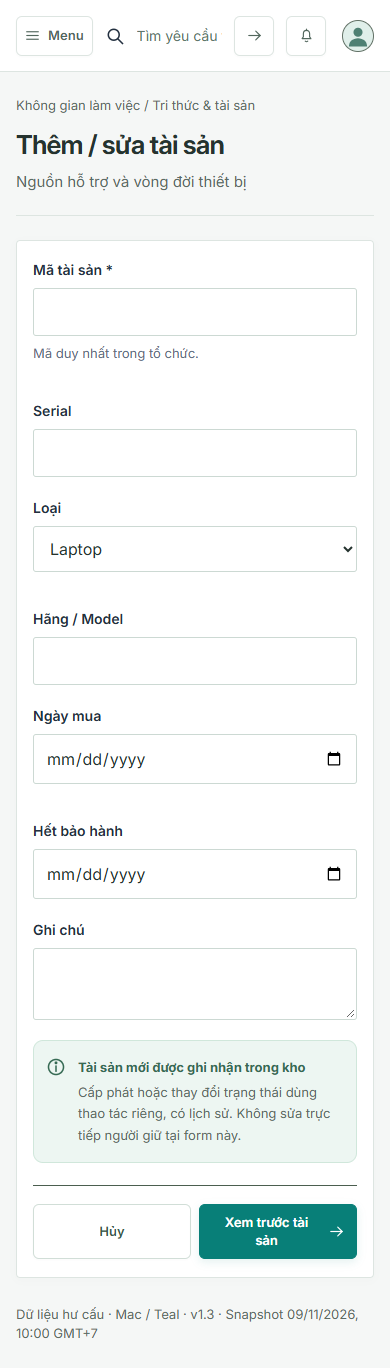 Menu
Tìm yêu cầu
Không gian làm việc / Tri thức & tài sản
Thêm / sửa tài sản
Nguồn hỗ trợ và vòng đời thiết bị
Mã tài sản *
Mã duy nhất trong tổ chức.
Serial
Loại
Laptop
Hãng / Model
Ngày mua
mm/dd/yyyy
Hết bảo hành
mm/dd/yyyy
Ghi chú
Tài sản mới được ghi nhận trong kho
Cấp phát hoặc thay đổi trạng thái dùng
thao tác riêng, có lịch sử. Không sửa trực
tiếp người giữ tại form này.
Hủy
Xem trước tài
sản
Dữ liệu hư cấu · Mac / Teal · v1.3 · Snapshot 09/11/2026,
10:00 GMT+7